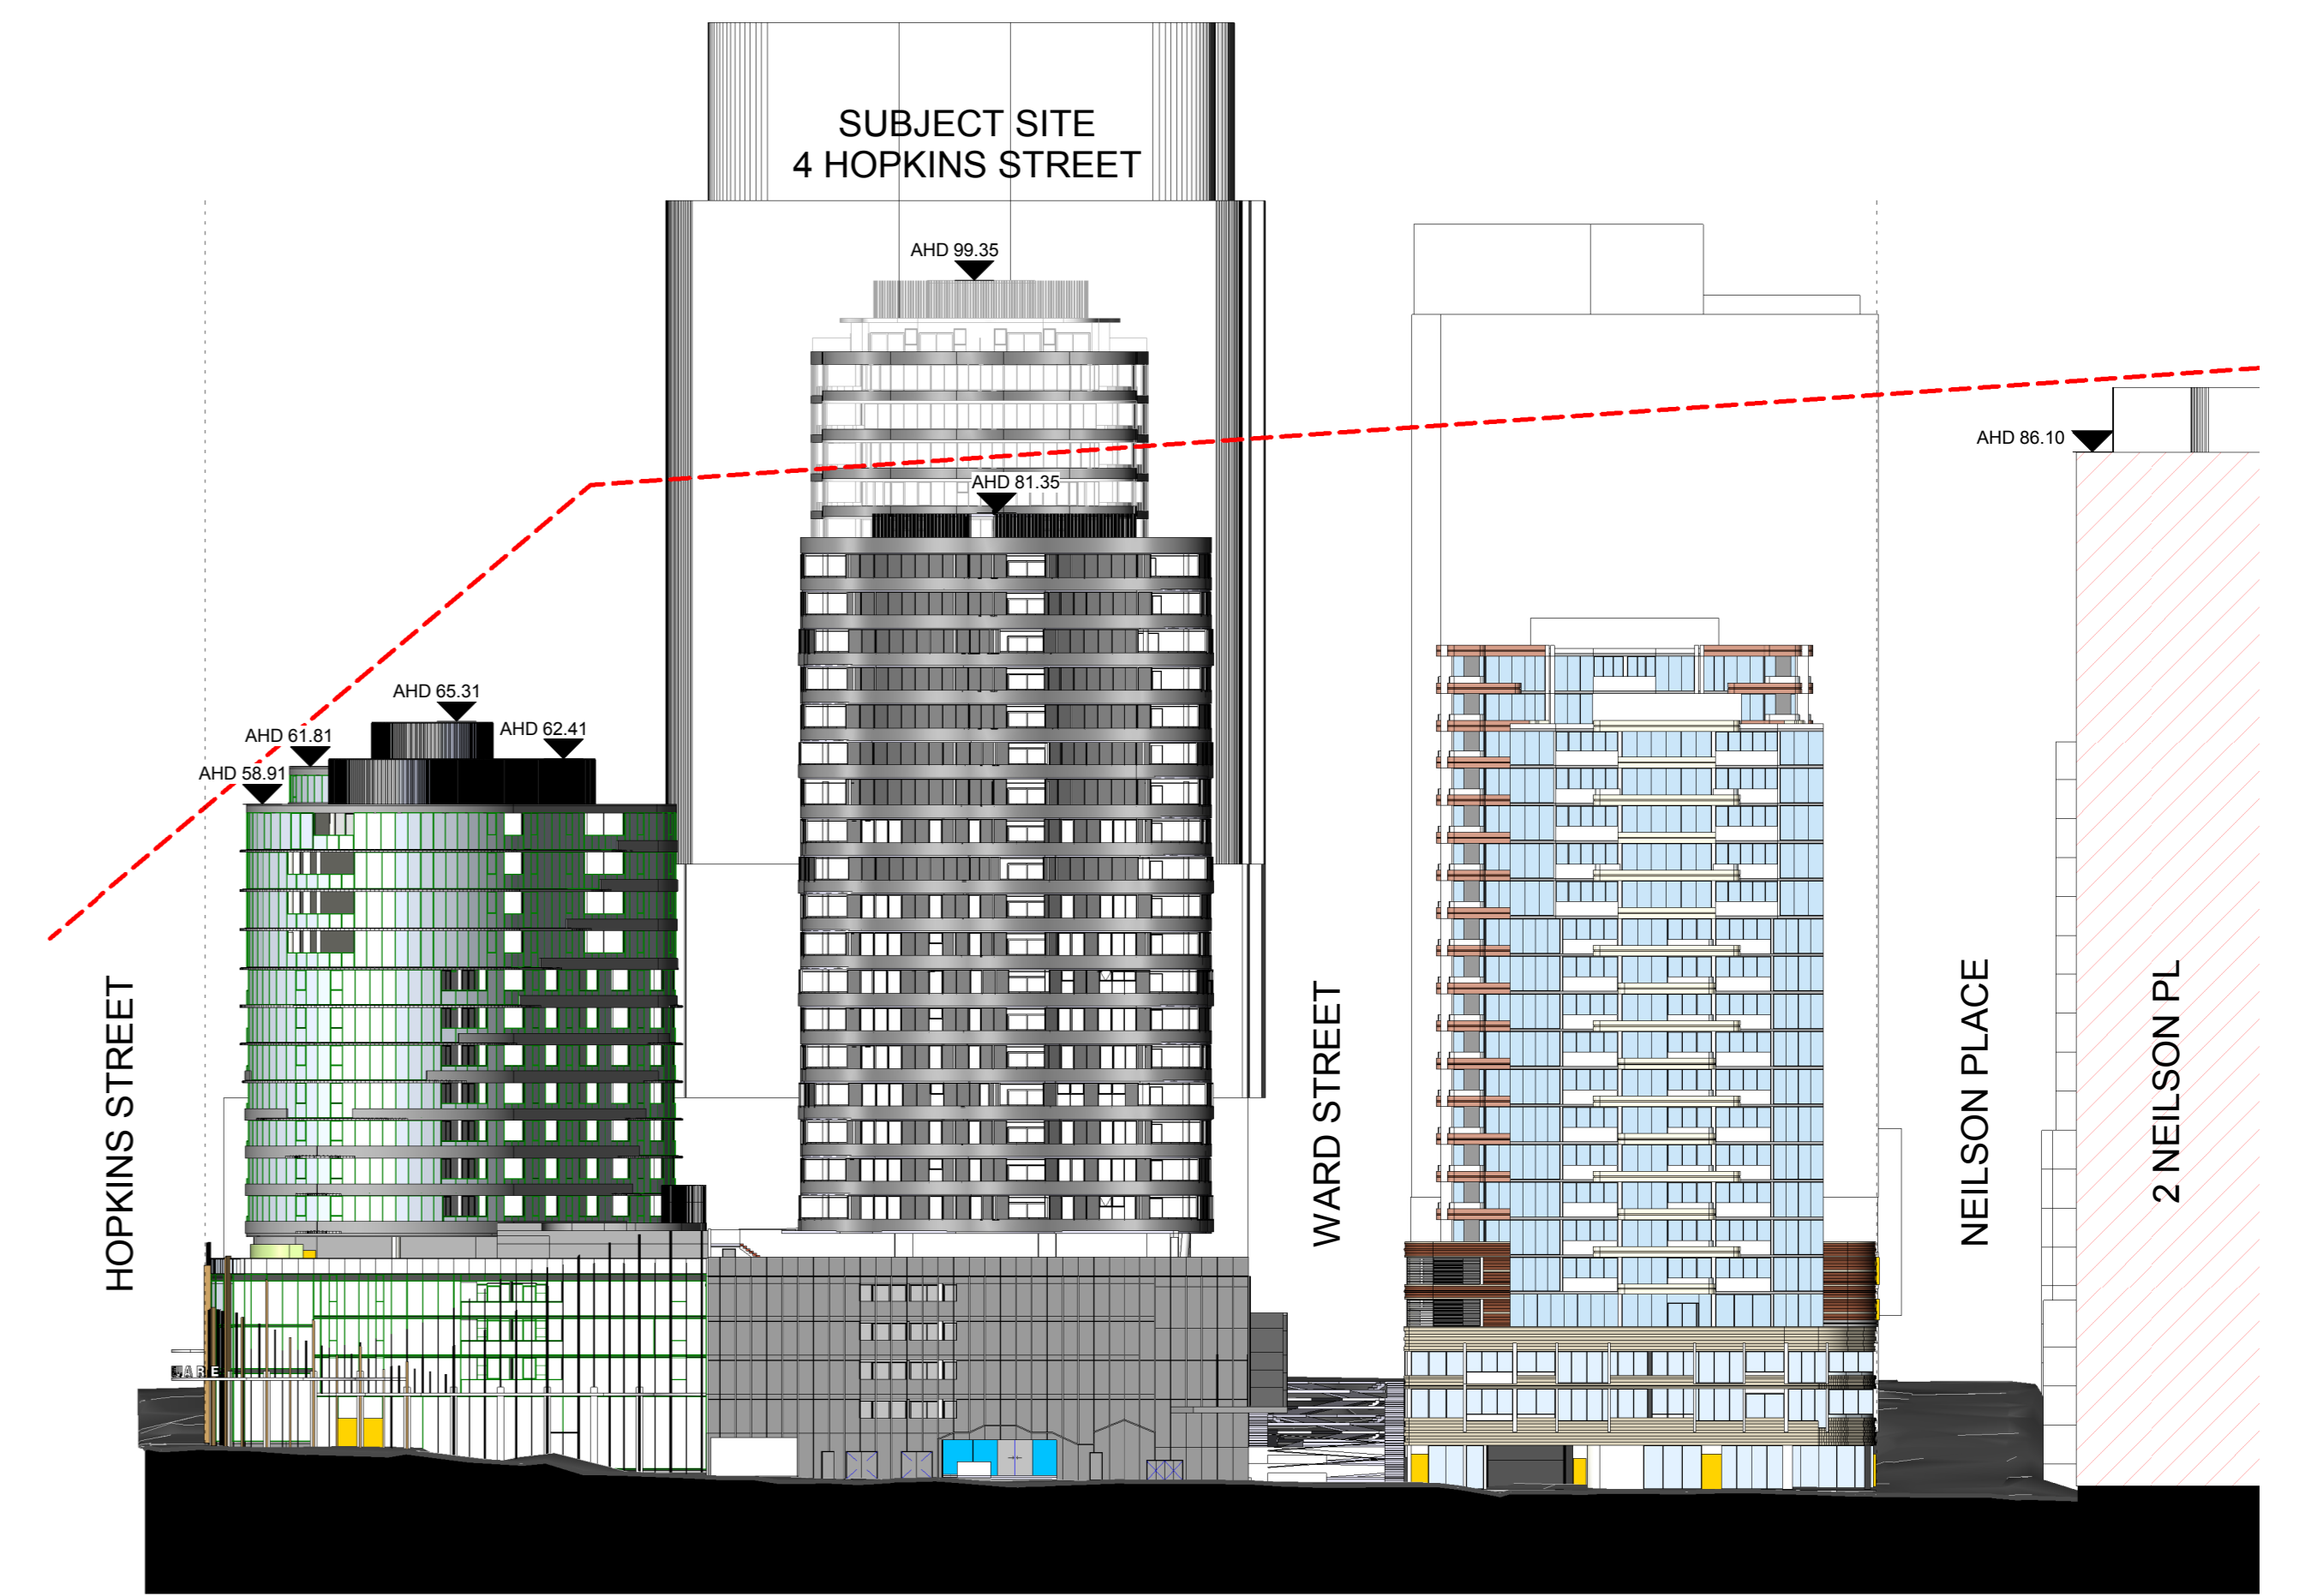 SUBJECT SITE
4 HOPKINS STREET
AHD 99.35
AHD 86.10
AHD 81.35
AHD 65.31
AHD 62.41
AHD 61.81
AHD 58.91
HOPKINS STREET
WARD STREET
NEILSON PLACE
2 NEILSON PL